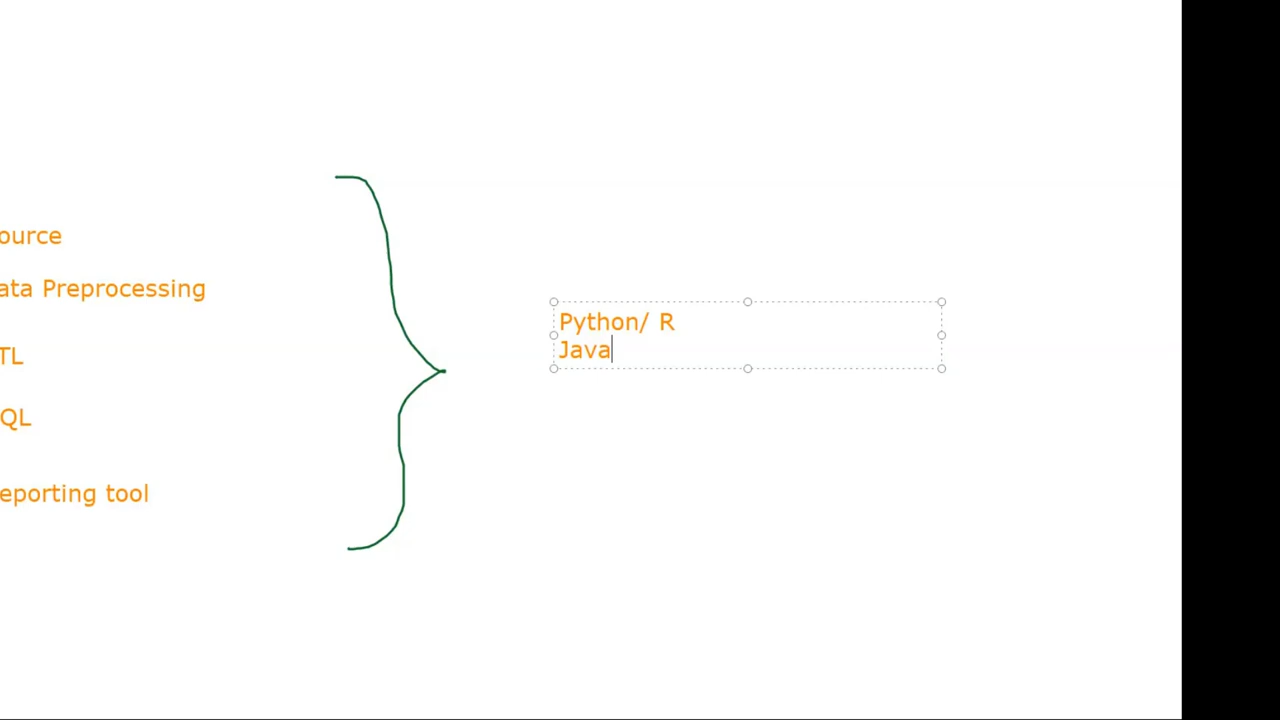 ource
ata Preprocessing
TL
QL
eporting tool
Python/ R
Java